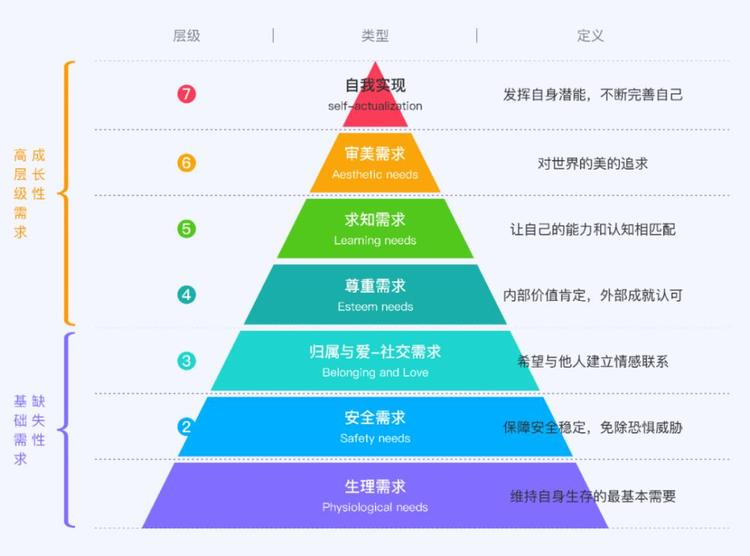 层级 | 类型 | 定义
7
自我实现
self-actualization
发挥自身潜能，不断完善自己
6
审美需求
Aesthetic needs
对世界的美的追求
5
求知需求
Learning needs
让自己的能力和认知相匹配
4
尊重需求
Esteem needs
内部价值肯定，外部成就认可
3
归属与爱-社交需求
Belonging and Love
希望与他人建立情感联系
2
安全需求
Safety needs
保障安全稳定，免除恐惧威胁
生理需求
Physiological needs
维持自身生存的最基本需要
成长性
高层级需求
缺失性
基础需求